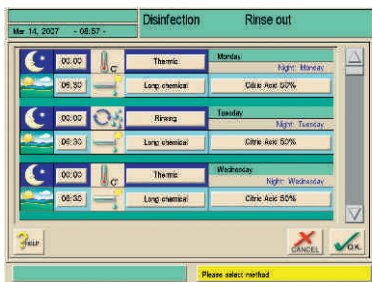 Disinfection Rinse out
Mar 14, 2007 - 08:57 -
00:00 °C Thermic Monday
Night: Monday
06:30 Long chemical Citric Acid 50%
00:00 Rinsing Tuesday
Night: Tuesday
06:30 Long chemical Citric Acid 50%
00:00 °C Thermic Wednesday
Night: Wednesday
06:30 Long chemical Citric Acid 50%
HELP CANCEL O.K.
Please select method